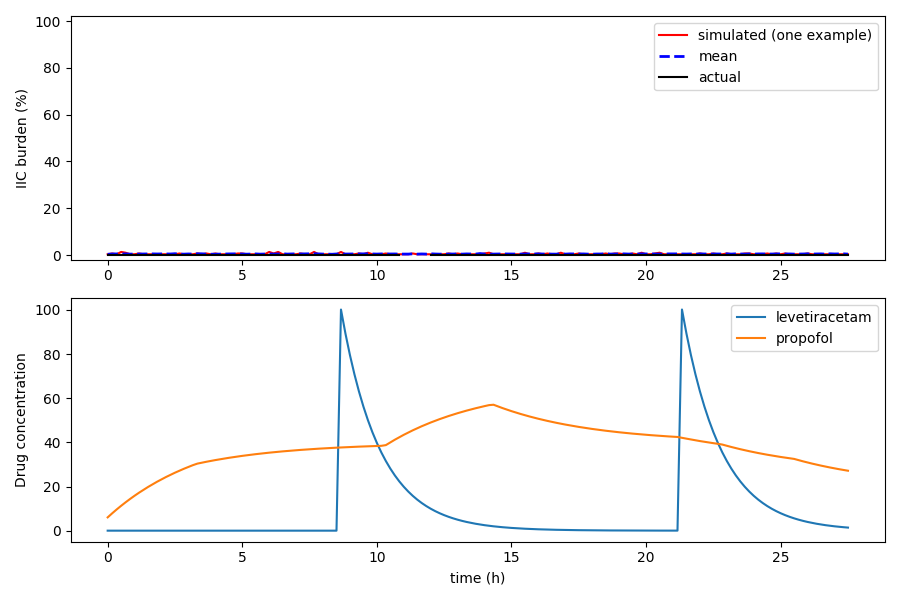 100
80
60
40
20
0
IIC burden (%)
simulated (one example)
mean
actual
0 5 10 15 20 25
100
80
60
40
20
0
Drug concentration
levetiracetam
propofol
0 5 10 15 20 25
time (h)